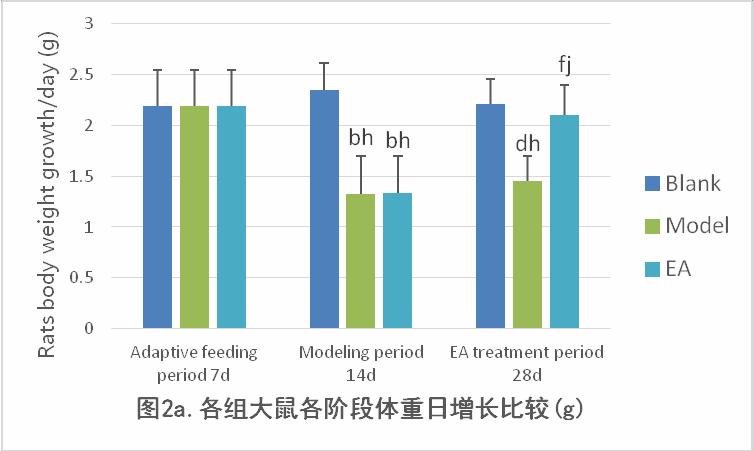 Rats body weight growth/day (g)
3
2.5
2
1.5
1
0.5
0
bh
bh
dh
fj
Adaptive feeding
period 7d
Modeling period
14d
EA treatment period
28d
Blank
Model
EA
图2a. 各组大鼠各阶段体重日增长比较(g)